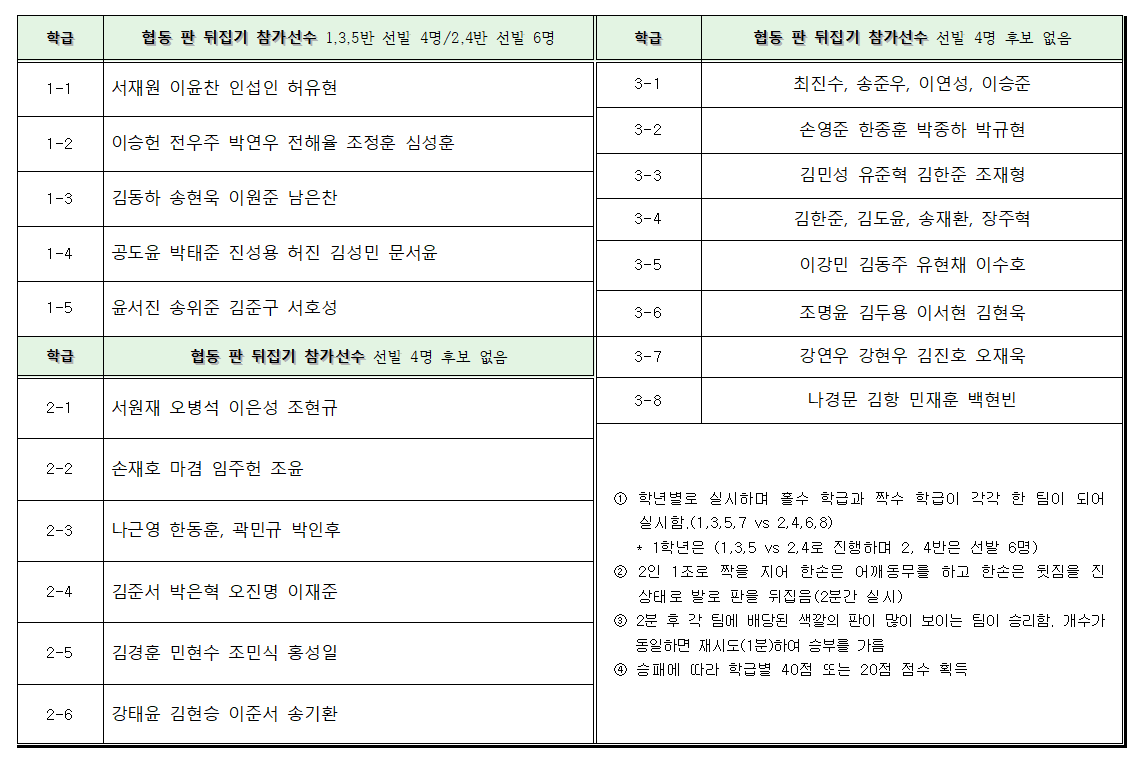 학급 협동 판 뒤집기 참가선수 1,3,5반 선빌 4명/2,4반 선빌 6명
1-1 서재원 이윤찬 인섭인 허유현
1-2 이승헌 전우주 박연우 전해율 조정훈 심성훈
1-3 김동하 송현욱 이원준 남은찬
1-4 공도윤 박태준 진성용 허진 김성민 문서윤
1-5 윤서진 송위준 김준구 서호성
학급 협동 판 뒤집기 참가선수 선빌 4명 후보 없음
2-1 서원재 오병석 이은성 조현규
2-2 손재호 마겸 임주헌 조윤
2-3 나근영 한동훈, 곽민규 박인후
2-4 김준서 박은혁 오진명 이재준
2-5 김경훈 민현수 조민식 홍성일
2-6 강태윤 김현승 이준서 송기환
학급 협동 판 뒤집기 참가선수 선빌 4명 후보 없음
3-1 최진수, 송준우, 이연성, 이승준
3-2 손영준 한종훈 박종하 박규현
3-3 김민성 유준혁 김한준 조재형
3-4 김한준, 김도윤, 송재환, 장주혁
3-5 이강민 김동주 유현채 이수호
3-6 조명윤 김두용 이서현 김현욱
3-7 강연우 강현우 김진호 오재욱
3-8 나경문 김항 민재훈 백현빈
① 학년별로 실시하며 홀수 학급과 짝수 학급이 각각 한 팀이 되어
실시함.(1,3,5,7 vs 2,4,6,8)
* 1학년은 (1,3,5 vs 2,4로 진행하며 2, 4반은 선발 6명)
② 2인 1조로 짝을 지어 한손은 어깨동무를 하고 한손은 뒷짐을 진
상태로 발로 판을 뒤집음(2분간 실시)
③ 2분 후 각 팀에 배당된 색깔의 판이 많이 보이는 팀이 승리함. 개수가
동일하면 재시도(1분)하여 승부를 가름
④ 승패에 따라 학급별 40점 또는 20점 점수 획득